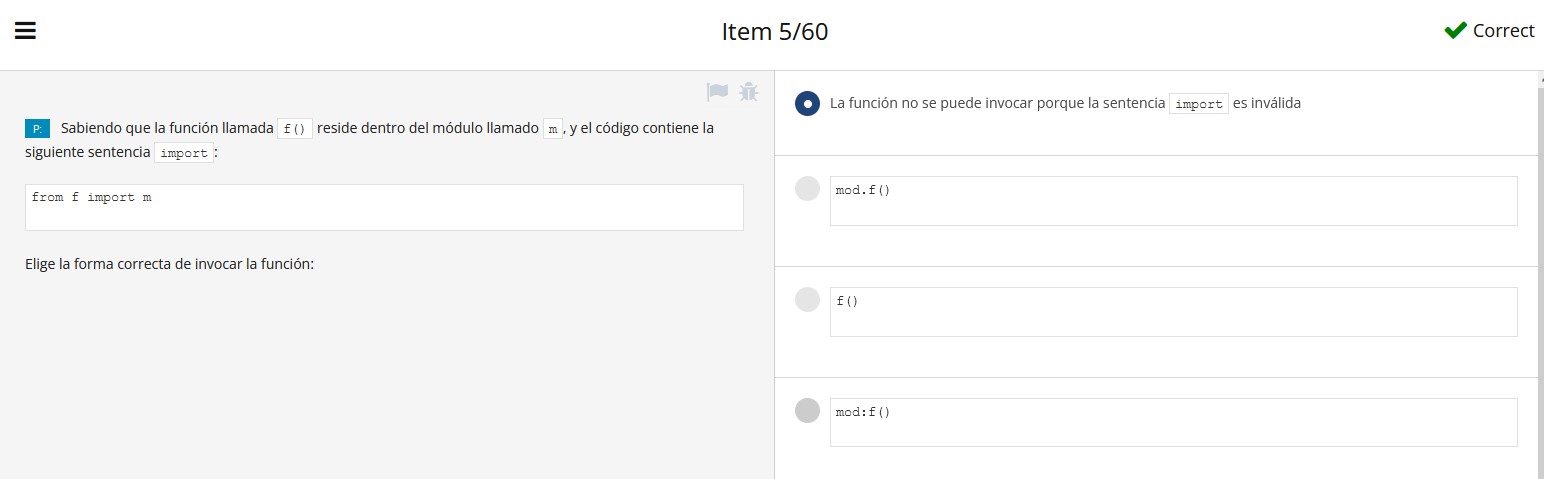 Item 5/60
Correct
P: Sabiendo que la función llamada f() reside dentro del módulo llamado m, y el código contiene la
siguiente sentencia import:
from f import m
Elige la forma correcta de invocar la función:
La función no se puede invocar porque la sentencia import es inválida
mod.f()
f()
mod:f()